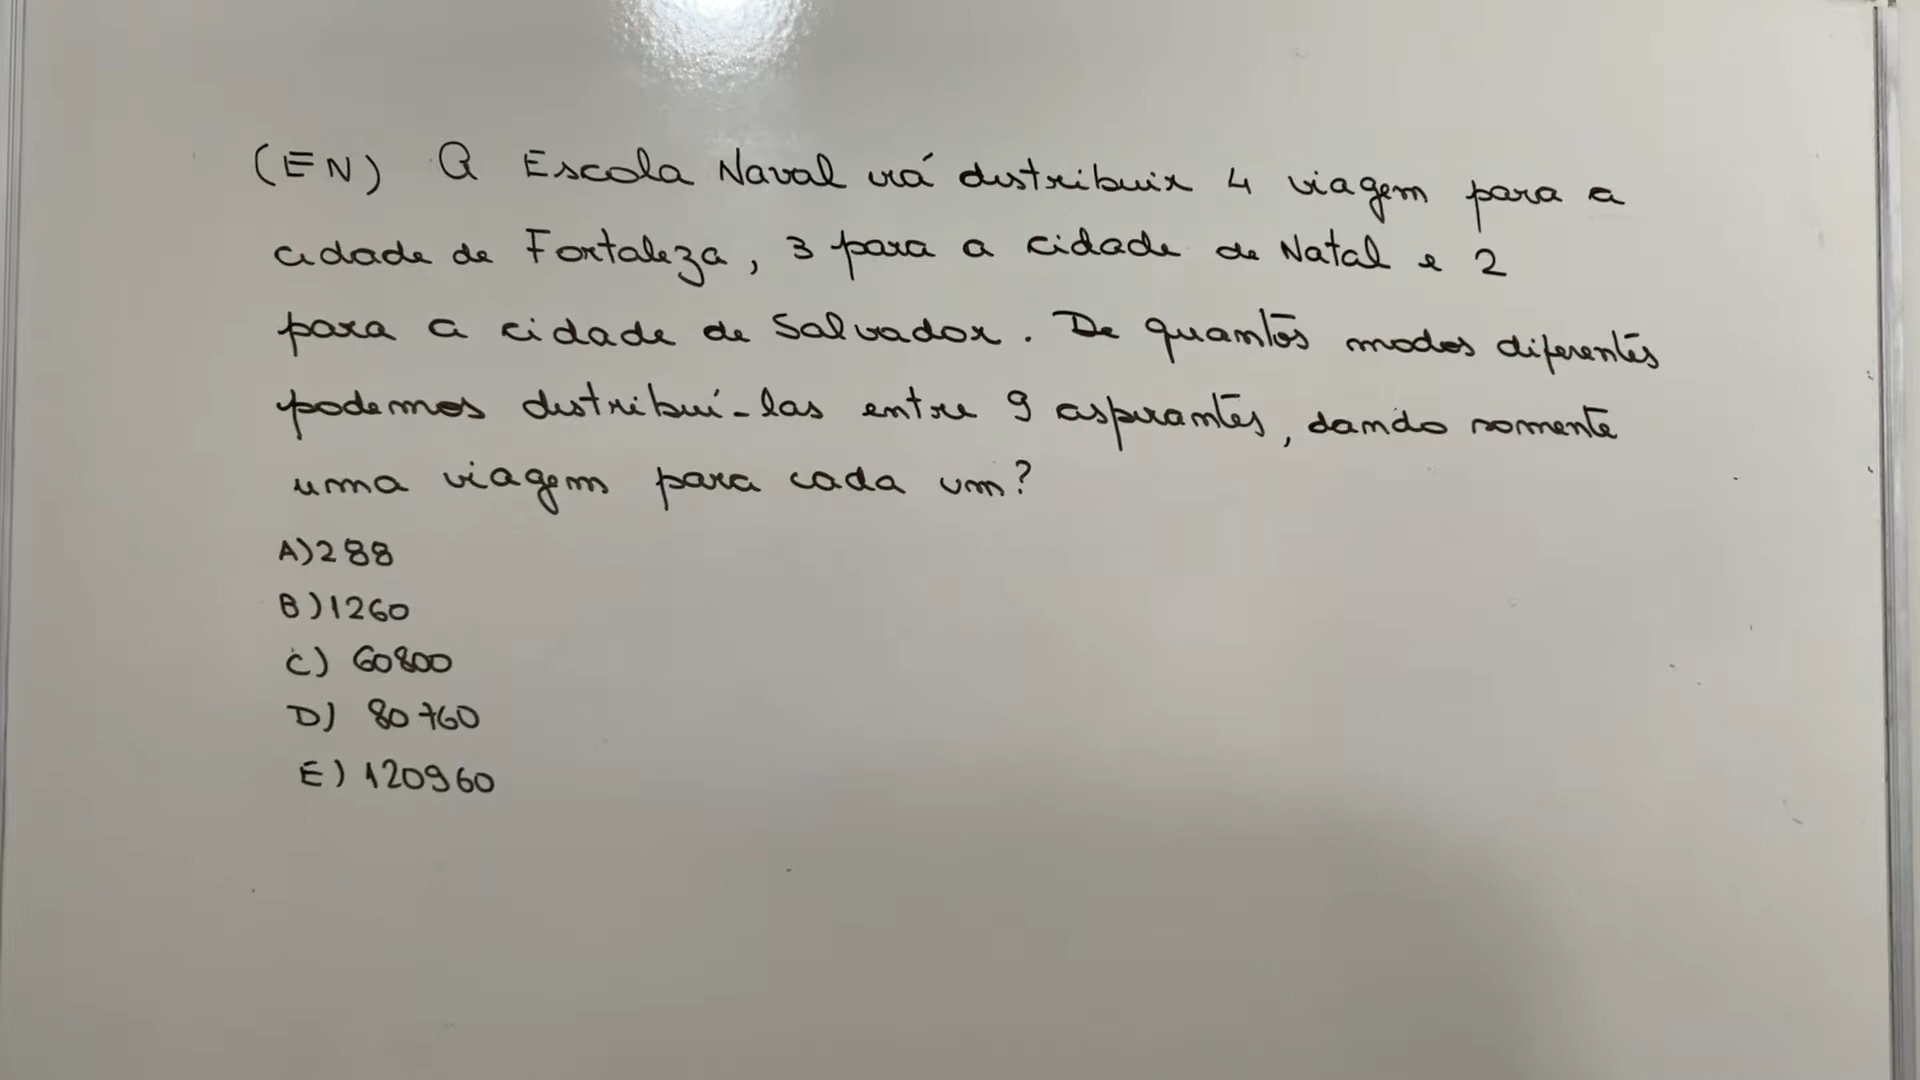 (EN) A Escola Naval irá distribuir 4 viagem para a
cidade de Fortaleza, 3 para a cidade de Natal e 2
para a cidade de Salvador. De quantos modos diferentes
podemos distribuí-las entre 9 aspirantes, dando somente
uma viagem para cada um?
A) 288
B) 1260
C) 60800
D) 80760
E) 120960